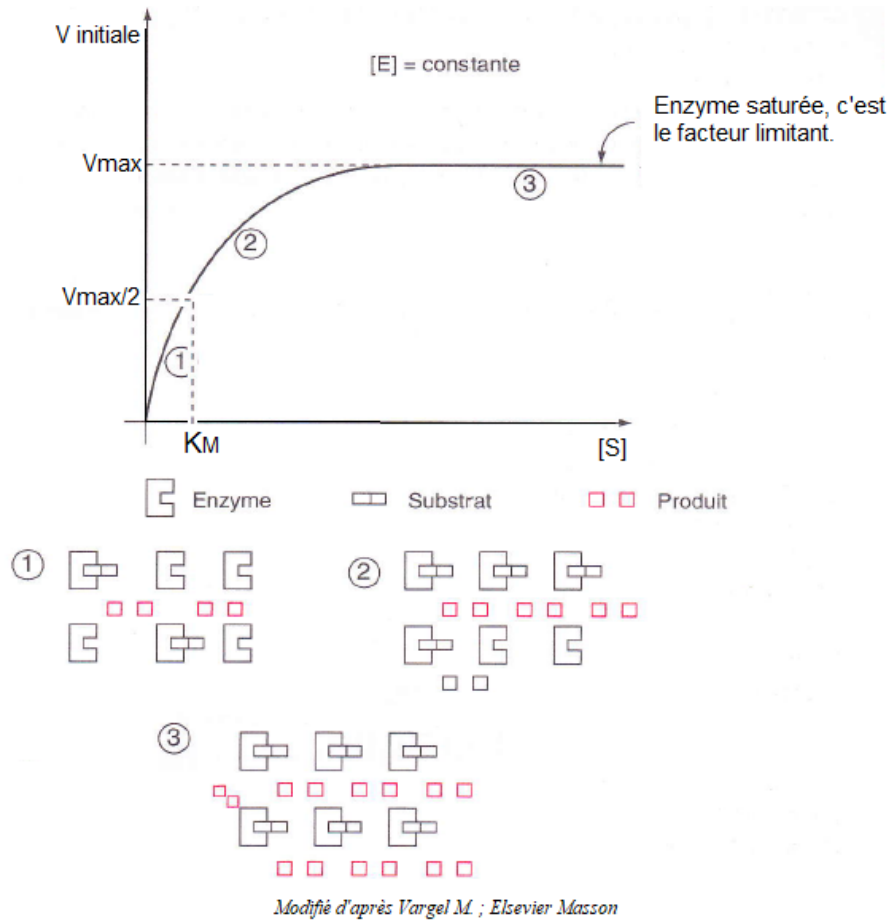 V initiale
[E] = constante
Enzyme saturée, c'est
le facteur limitant.
Vmax
3
2
Vmax/2
1
KM
[S]
Enzyme
Substrat
Produit
1
2
3
Modifié d'après Vargel M. ; Elsevier Masson